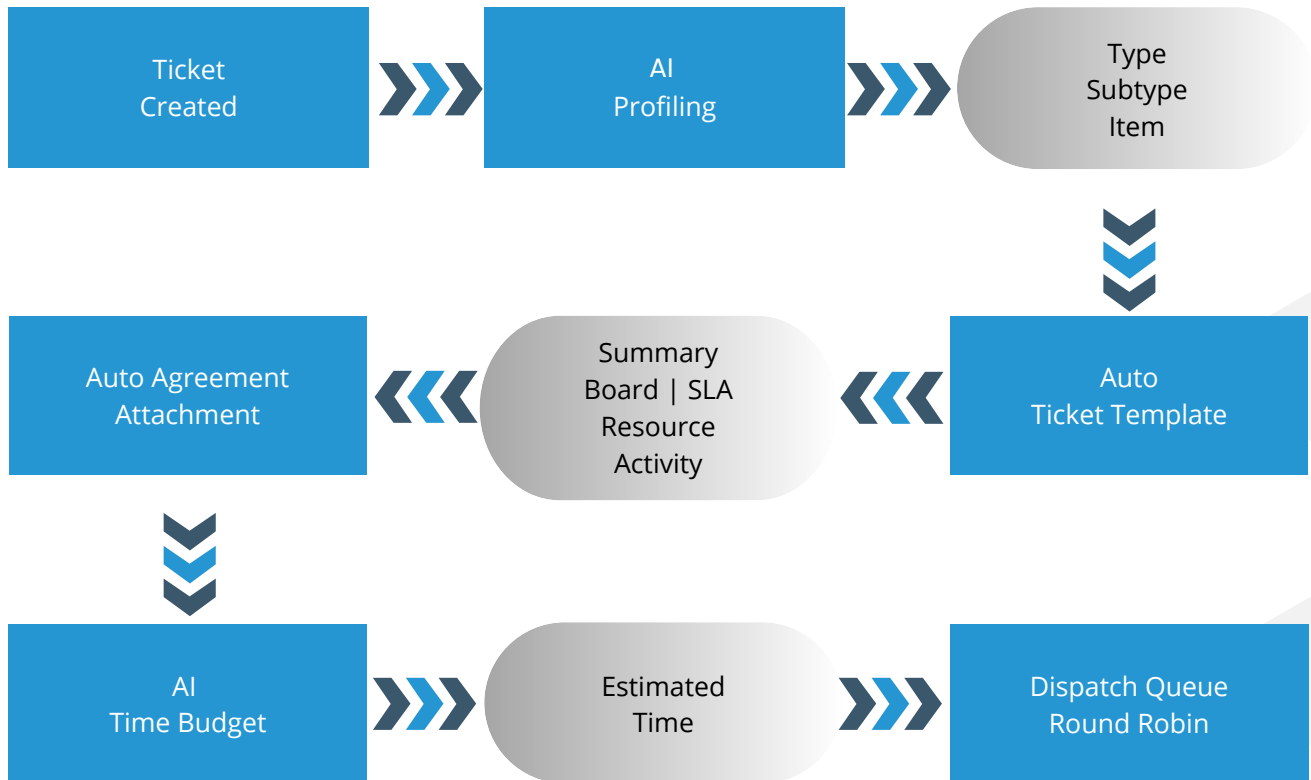 Ticket
Created
AI
Profiling
Type
Subtype
Item
Auto
Ticket Template
Summary
Board | SLA
Resource
Activity
Auto Agreement
Attachment
AI
Time Budget
Estimated
Time
Dispatch Queue
Round Robin